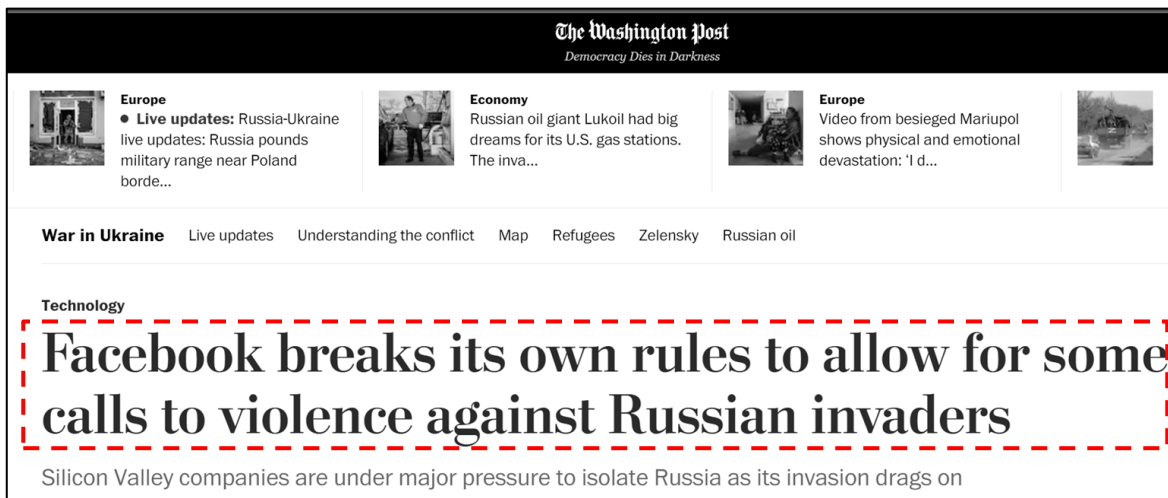 The Washington Post
Democracy Dies in Darkness
Europe
● Live updates: Russia-Ukraine
live updates: Russia pounds
military range near Poland
borde...
Economy
Russian oil giant Lukoil had big
dreams for its U.S. gas stations.
The inva...
Europe
Video from besieged Mariupol
shows physical and emotional
devastation: ‘I d...
War in Ukraine Live updates Understanding the conflict Map Refugees Zelensky Russian oil
Technology
Facebook breaks its own rules to allow for some
calls to violence against Russian invaders
Silicon Valley companies are under major pressure to isolate Russia as its invasion drags on